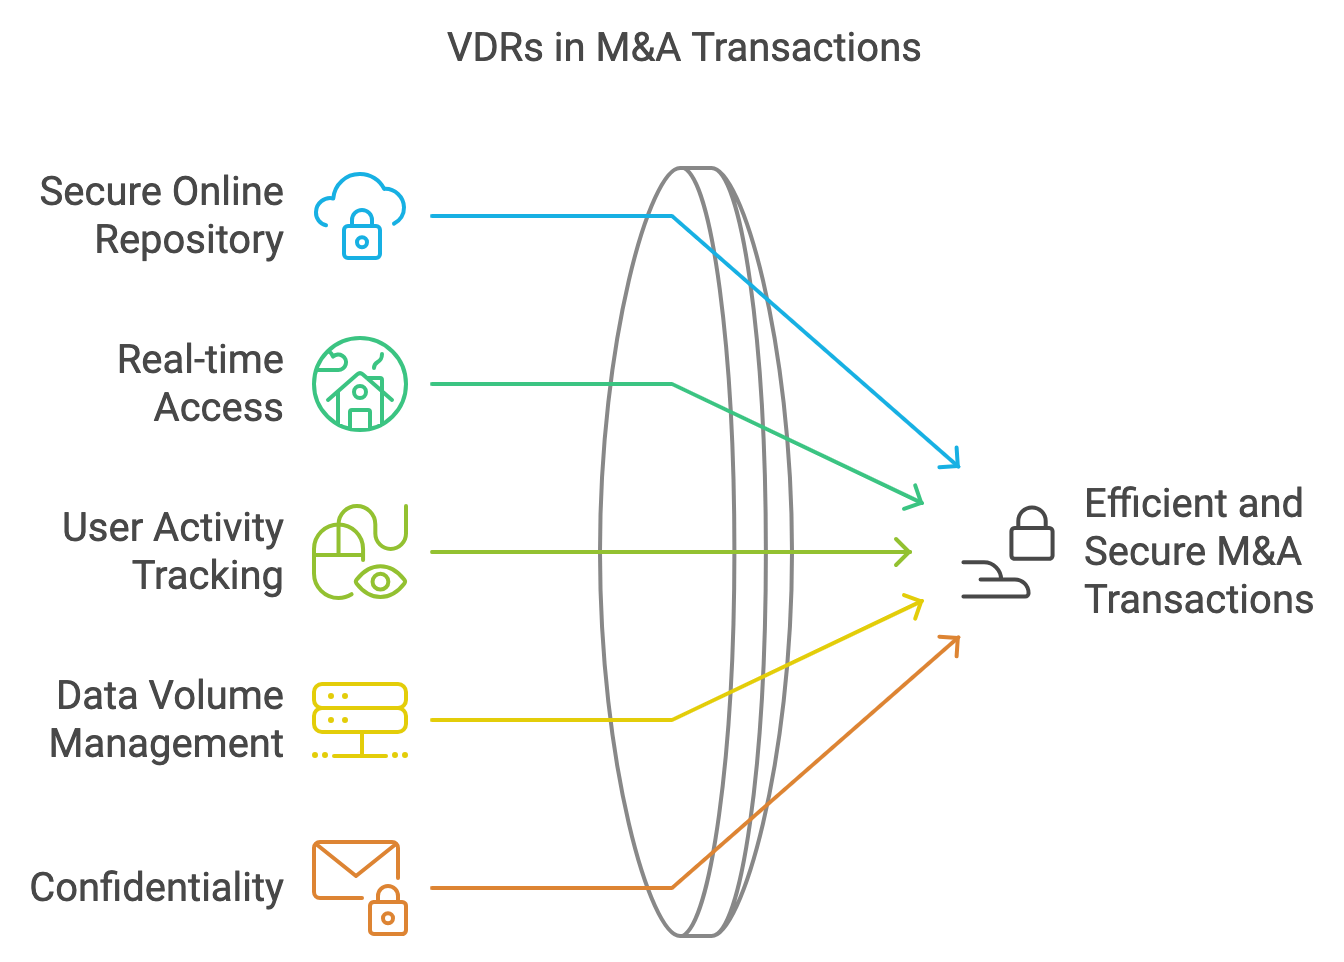 VDRs in M&A Transactions
Secure Online
Repository
Real-time
Access
User Activity
Tracking
Data Volume
Management
Confidentiality
Efficient and
Secure M&A
Transactions